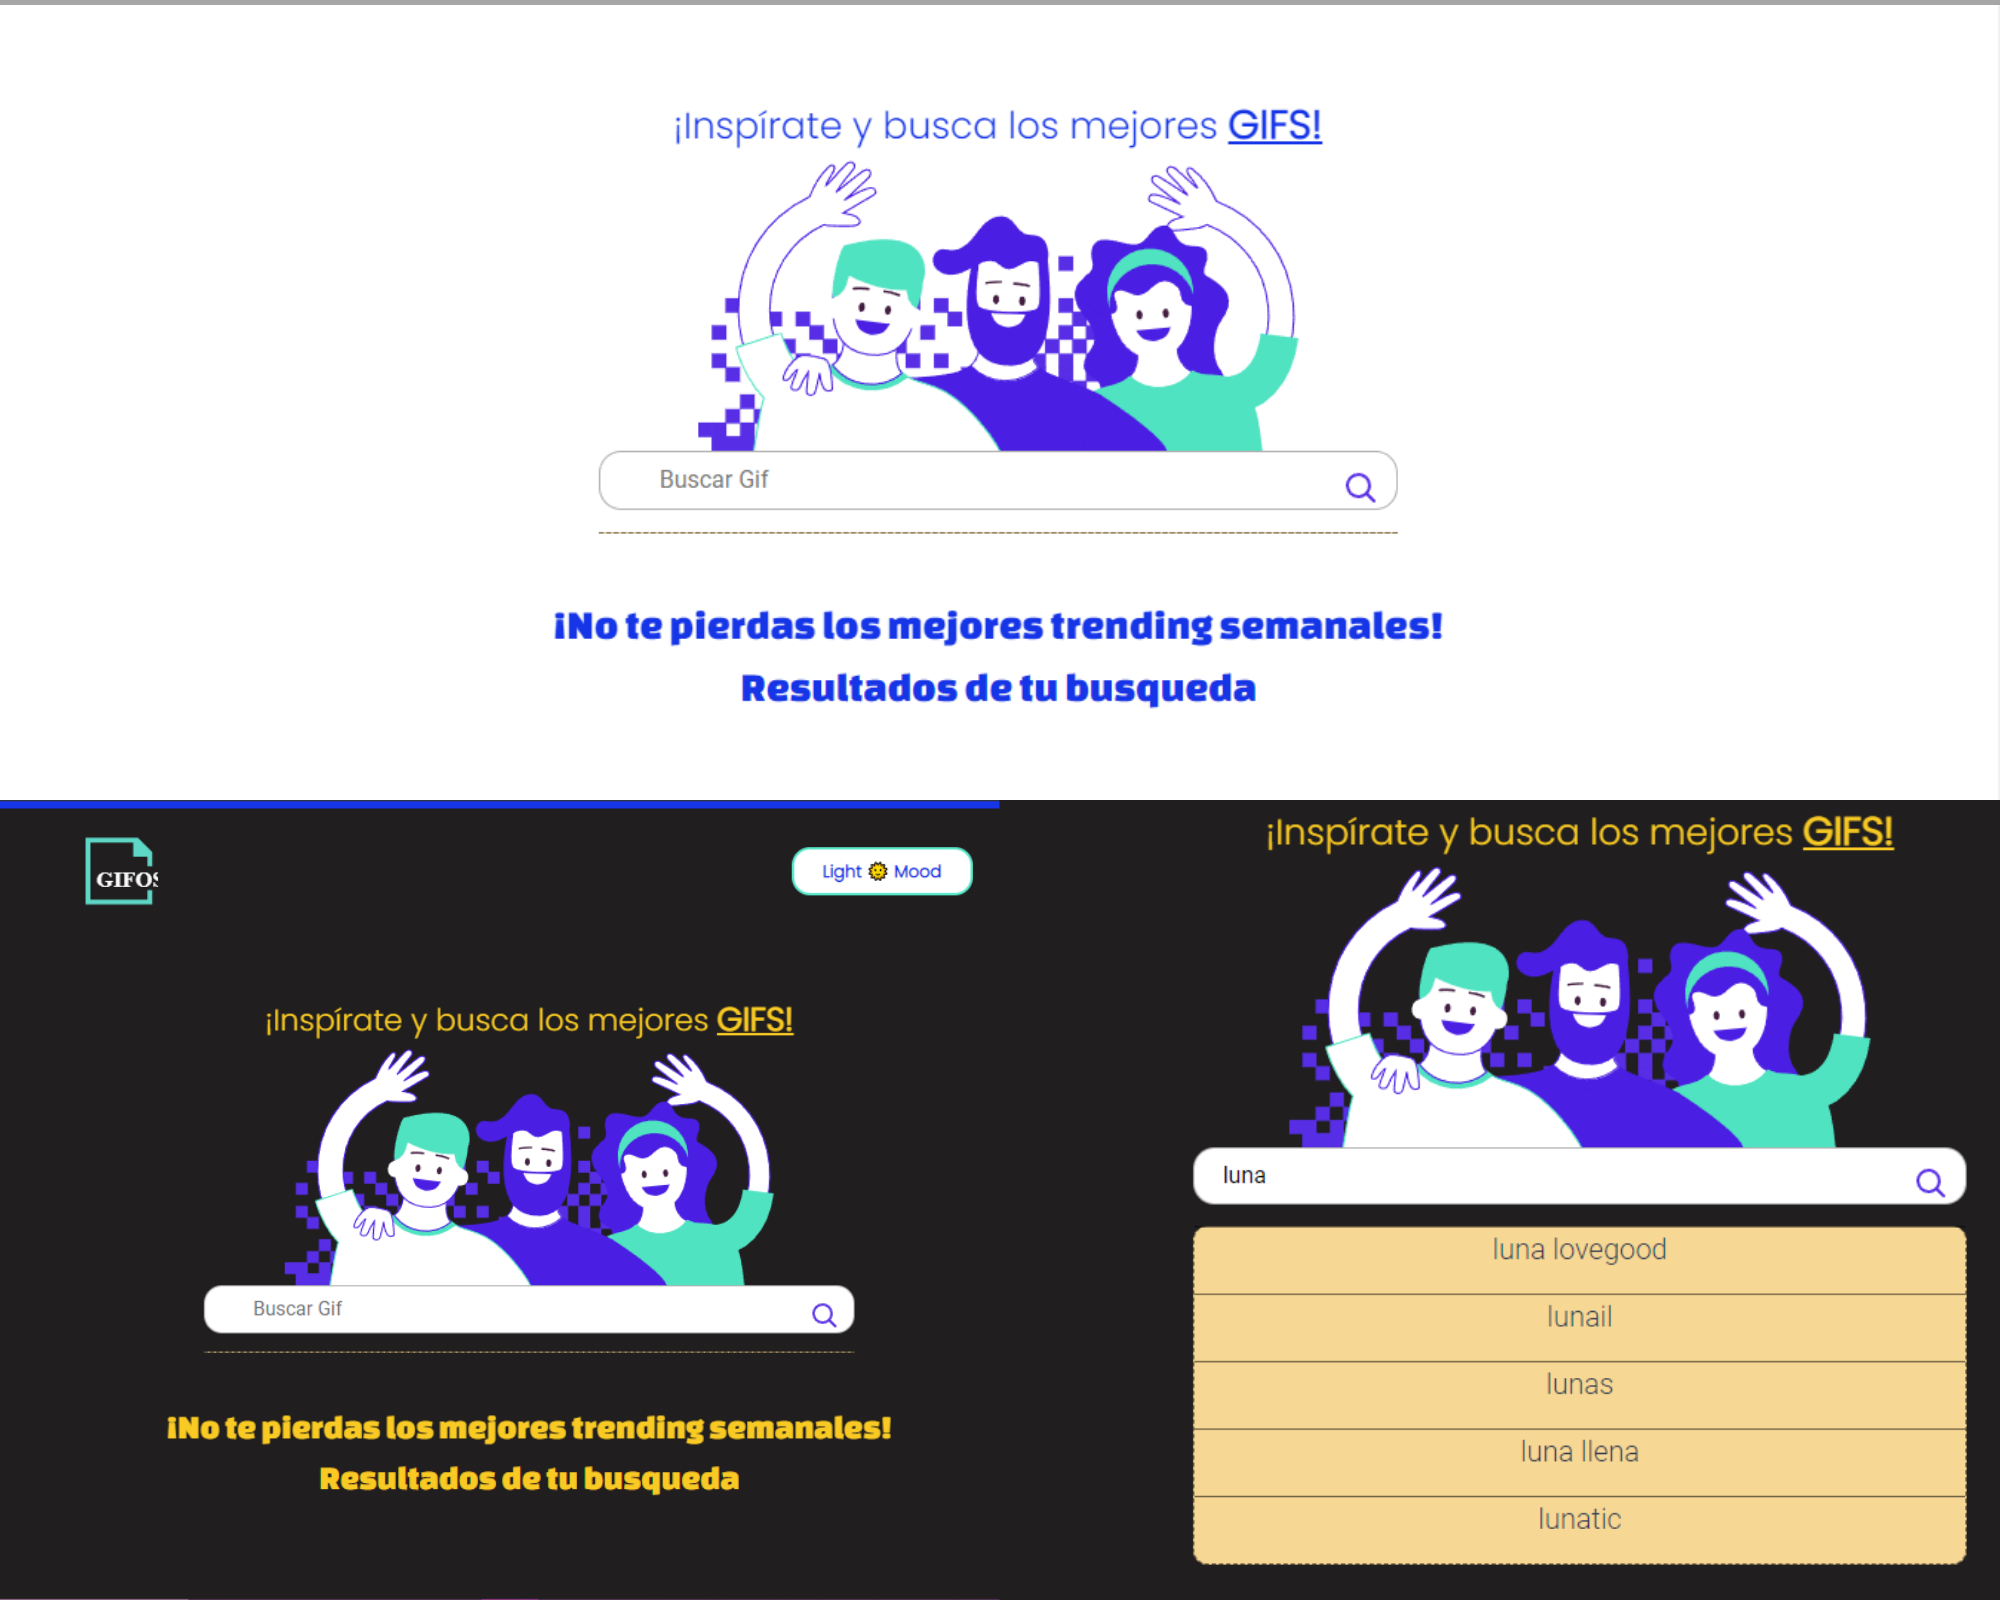 ¡Inspírate y busca los mejores GIFS!
Buscar Gif
¡No te pierdas los mejores trending semanales!
Resultados de tu busqueda
GIFOS
Light 🌞 Mood
¡Inspírate y busca los mejores GIFS!
Buscar Gif
¡No te pierdas los mejores trending semanales!
Resultados de tu busqueda
¡Inspírate y busca los mejores GIFS!
luna
luna lovegood
lunail
lunas
luna llena
lunatic